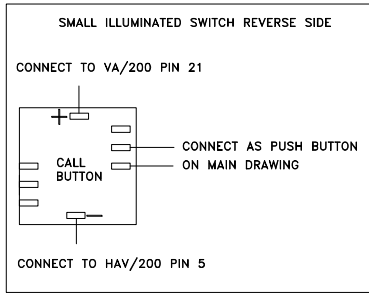 SMALL ILLUMINATED SWITCH REVERSE SIDE
CONNECT TO VA/200 PIN 21
+
CONNECT AS PUSH BUTTON
ON MAIN DRAWING
CALL
BUTTON
−
CONNECT TO HAV/200 PIN 5